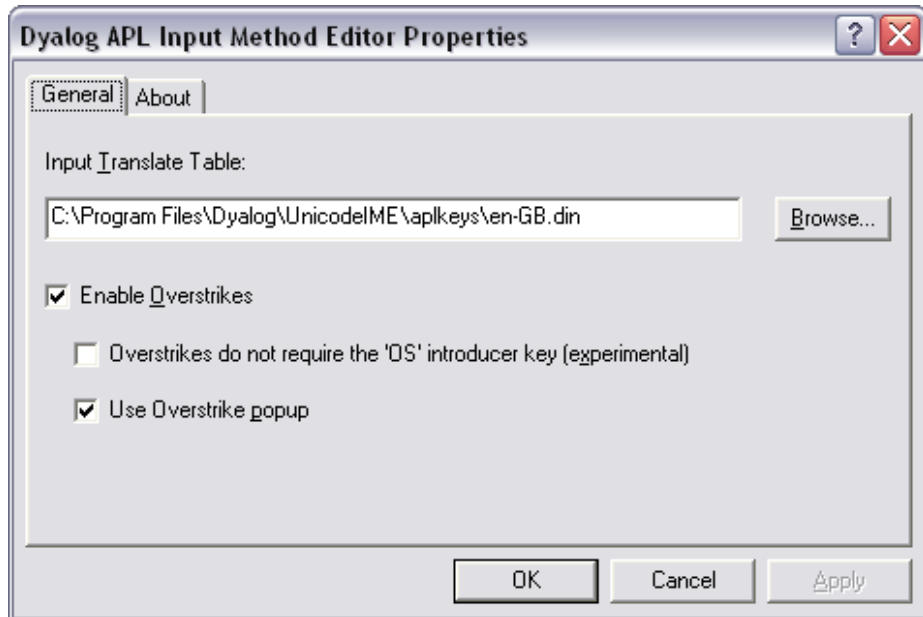 Dyalog APL Input Method Editor Properties
General About
Input Translate Table:
C:\Program Files\Dyalog\UnicodeIME\aplkeys\en-GB.din
Browse...
Enable Overstrikes
Overstrikes do not require the 'OS' introducer key (experimental)
Use Overstrike popup
OK Cancel Apply